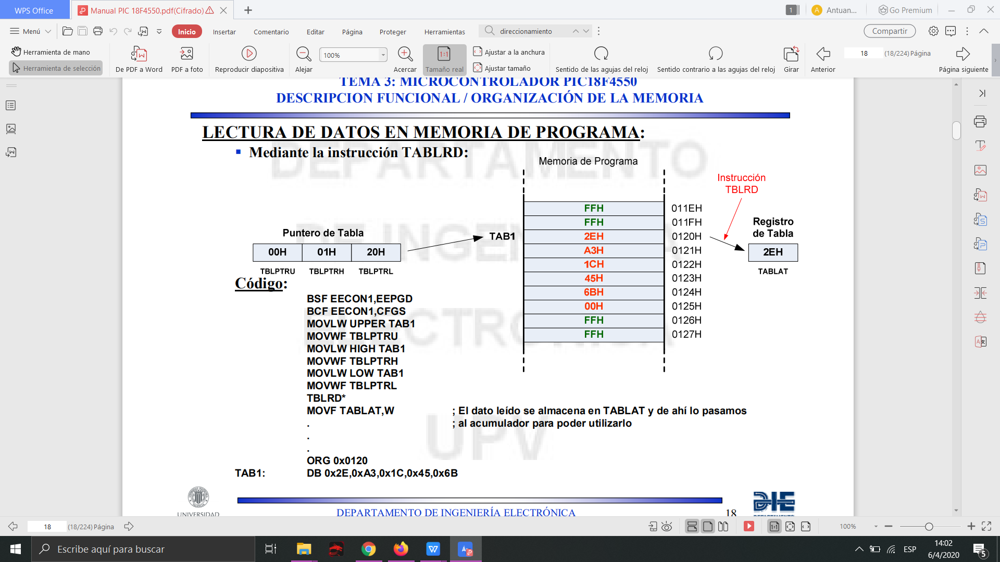 WPS Office
Manual PIC 18F4550.pdf(Cifrado)
1
A
Antuan...
Go Premium
Menú
Inicio
Insertar
Comentario
Editar
Página
Proteger
Herramientas
direccionamiento
Compartir
Herramienta de mano
Herramienta de selección
De PDF a Word
PDF a foto
Reproducir diapositiva
Alejar
100%
Acercar
1:1
Tamaño real
Ajustar a la anchura
Ajustar tamaño
Sentido de las agujas del reloj
Sentido contrario a las agujas del reloj
Girar
Anterior
18
(18/224) Página
Página siguiente
TEMA 3: MICROCONTROLADOR PIC18F4550
DESCRIPCION FUNCIONAL / ORGANIZACIÓN DE LA MEMORIA
LECTURA DE DATOS EN MEMORIA DE PROGRAMA:
Mediante la instrucción TABLRD:
DEPARTAMENTO
DE INGENIERÍA
ELECTRÓNICA
UPV
Memoria de Programa
Instrucción
TBLRD
FFH 011EH
FFH 011FH
TAB1 2EH 0120H
A3H 0121H
1CH 0122H
45H 0123H
6BH 0124H
00H 0125H
FFH 0126H
FFH 0127H
Registro
de Tabla
2EH
TABLAT
Puntero de Tabla
00H 01H 20H
TBLPTRU TBLPTRH TBLPTRL
Código:
BSF EECON1,EEPGD
BCF EECON1,CFGS
MOVLW UPPER TAB1
MOVWF TBLPTRU
MOVLW HIGH TAB1
MOVWF TBLPTRH
MOVLW LOW TAB1
MOVWF TBLPTRL
TBLRD*
MOVF TABLAT,W ; El dato leído se almacena en TABLAT y de ahí lo pasamos
. ; al acumulador para poder utilizarlo
.
.
ORG 0x0120
TAB1: DB 0x2E,0xA3,0x1C,0x45,0x6B
UNIVERSIDAD
DEPARTAMENTO DE INGENIERÍA ELECTRÓNICA
18
DIE
18
(18/224) Página
1:1
100%
Escribe aquí para buscar
ESP
14:02
6/4/2020
5